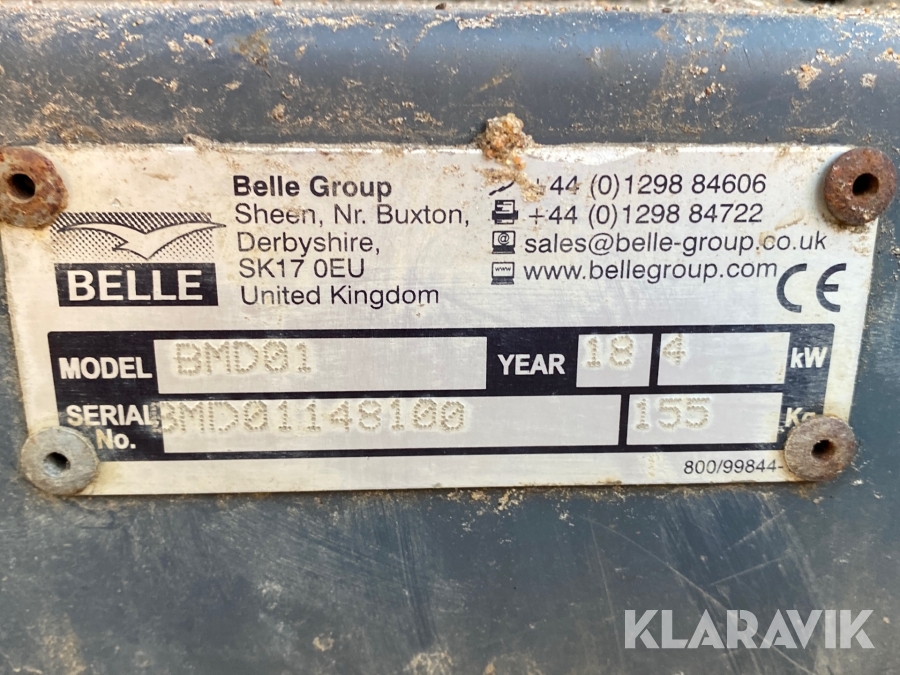 Belle Group
Sheen, Nr. Buxton,
Derbyshire,
SK17 0EU
United Kingdom
+44 (0)1298 84606
+44 (0)1298 84722
sales@belle-group.co.uk
www.bellegroup.com
CE
BELLE
MODEL BMD01 YEAR 18 4 kW
SERIAL No. BMD01148100 155 Kg
800/99844-
KLARAVIK